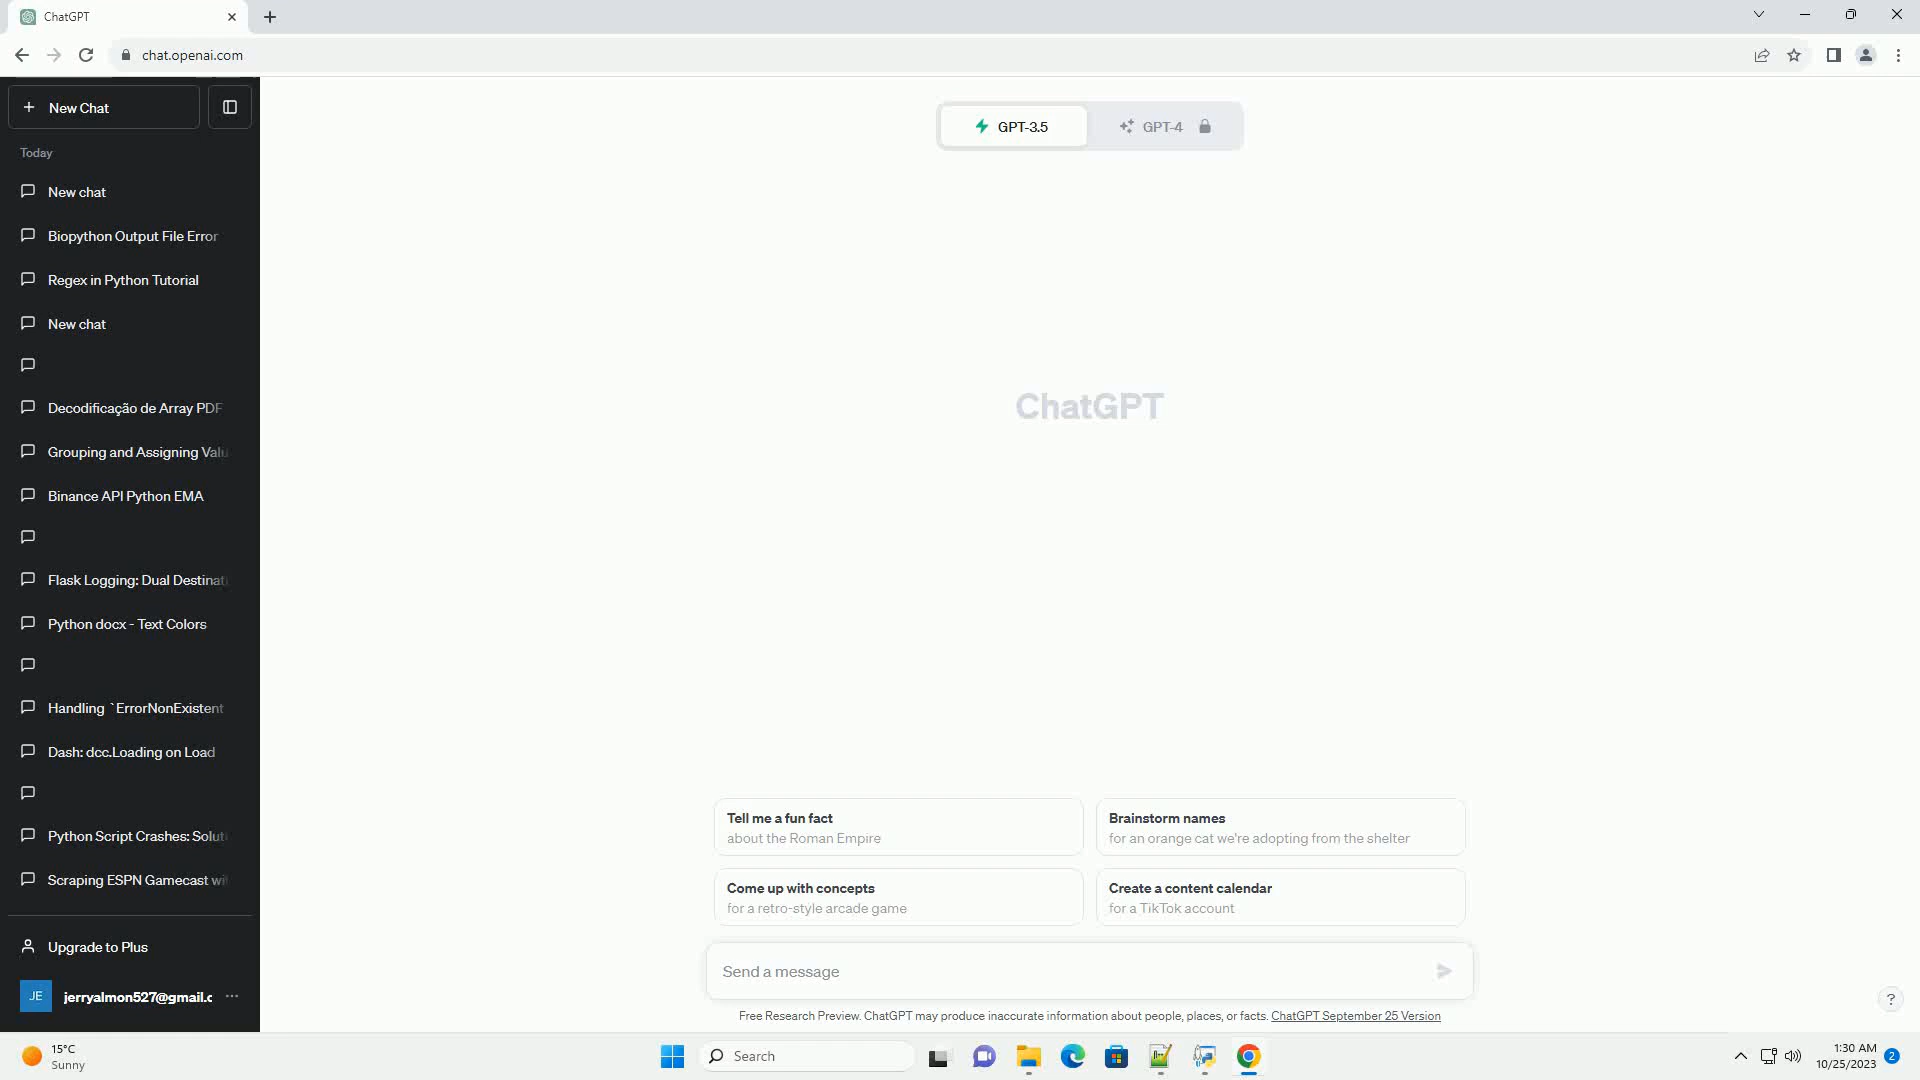 ChatGPT
chat.openai.com
New Chat
Today
New chat
Biopython Output File Error
Regex in Python Tutorial
New chat
Decodificação de Array PDF
Grouping and Assigning Valu
Binance API Python EMA
Flask Logging: Dual Destinat
Python docx - Text Colors
Handling `ErrorNonExistent
Dash: dcc.Loading on Load
Python Script Crashes: Solut
Scraping ESPN Gamecast wi
Upgrade to Plus
JE jerryalmon527@gmail.c
GPT-3.5 GPT-4
ChatGPT
Tell me a fun fact
about the Roman Empire
Brainstorm names
for an orange cat we're adopting from the shelter
Come up with concepts
for a retro-style arcade game
Create a content calendar
for a TikTok account
Send a message
Free Research Preview. ChatGPT may produce inaccurate information about people, places, or facts. ChatGPT September 25 Version
?
15°C
Sunny
Search
1:30 AM
10/25/2023
2